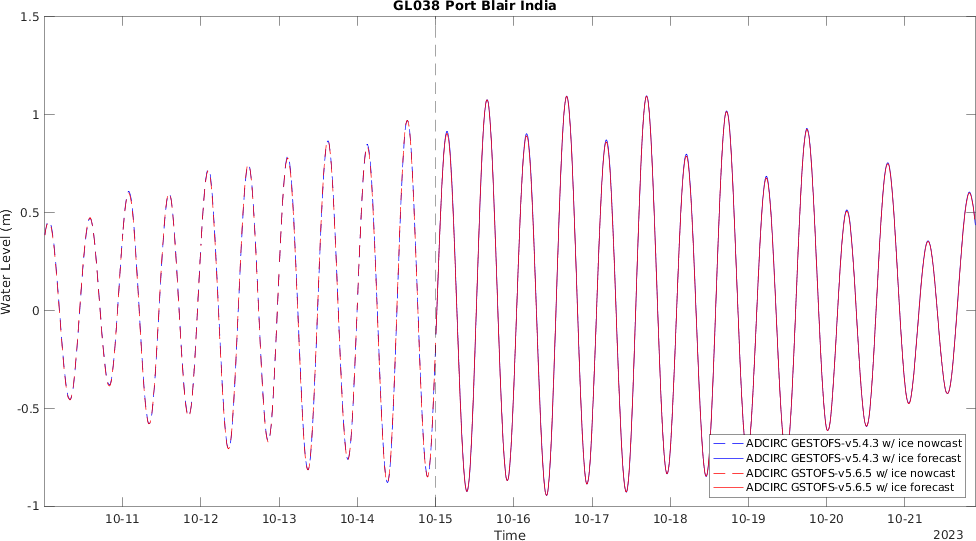 GL038 Port Blair India
1.5
1
0.5
0
-0.5
-1
Water Level (m)
10-11 10-12 10-13 10-14 10-15 10-16 10-17 10-18 10-19 10-20 10-21
Time
2023
ADCIRC GESTOFS-v5.4.3 w/ ice nowcast
ADCIRC GESTOFS-v5.4.3 w/ ice forecast
ADCIRC GSTOFS-v5.6.5 w/ ice nowcast
ADCIRC GSTOFS-v5.6.5 w/ ice forecast